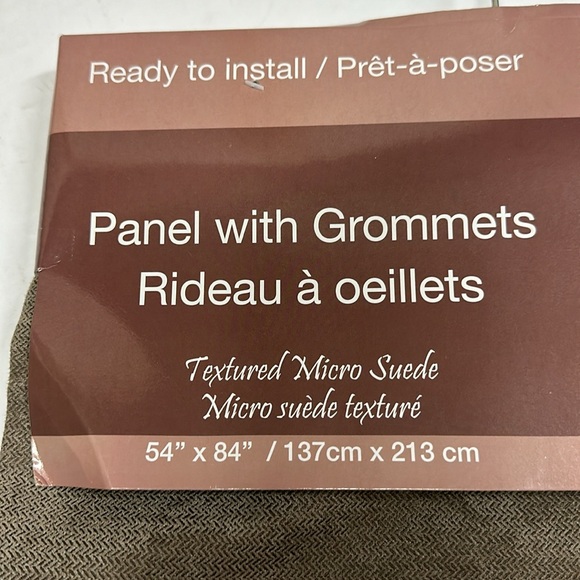 Ready to install / Prêt-à-poser
Panel with Grommets
Rideau à oeillets
Textured Micro Suede
Micro suède texturé
54” x 84” / 137cm x 213 cm